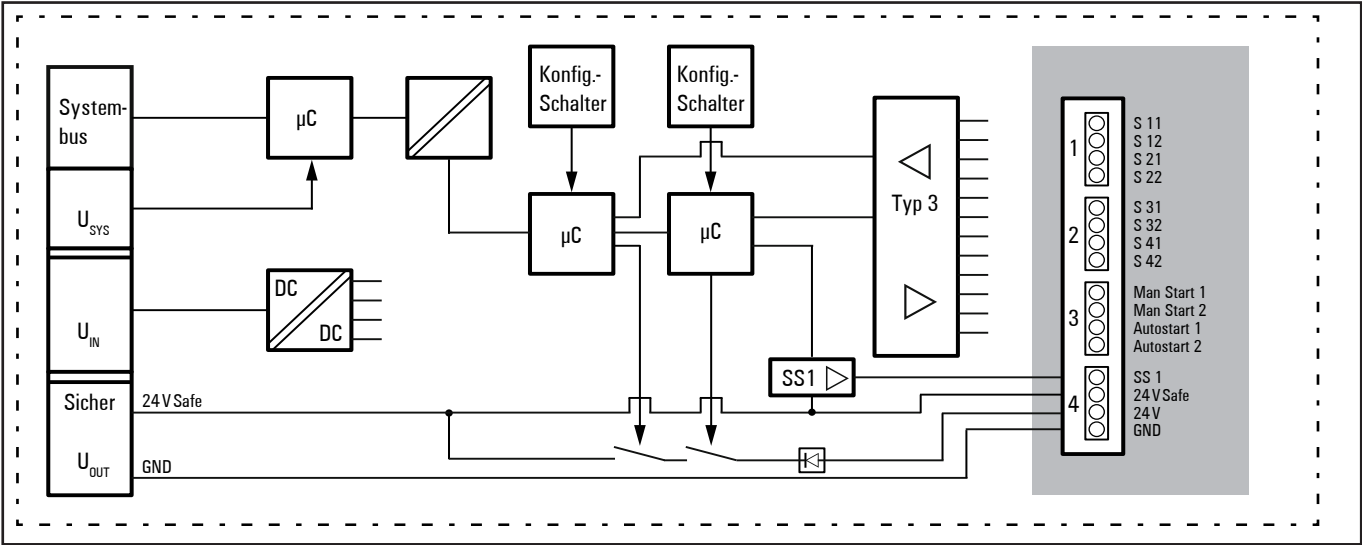 System-
bus
U SYS
U IN
Sicher
U OUT
24 V Safe
GND
µC
DC
DC
Konfig.-
Schalter
Konfig.-
Schalter
µC
µC
Typ 3
SS1
1
S 11
S 12
S 21
S 22
2
S 31
S 32
S 41
S 42
3
Man Start 1
Man Start 2
Autostart 1
Autostart 2
4
SS 1
24 V Safe
24 V
GND